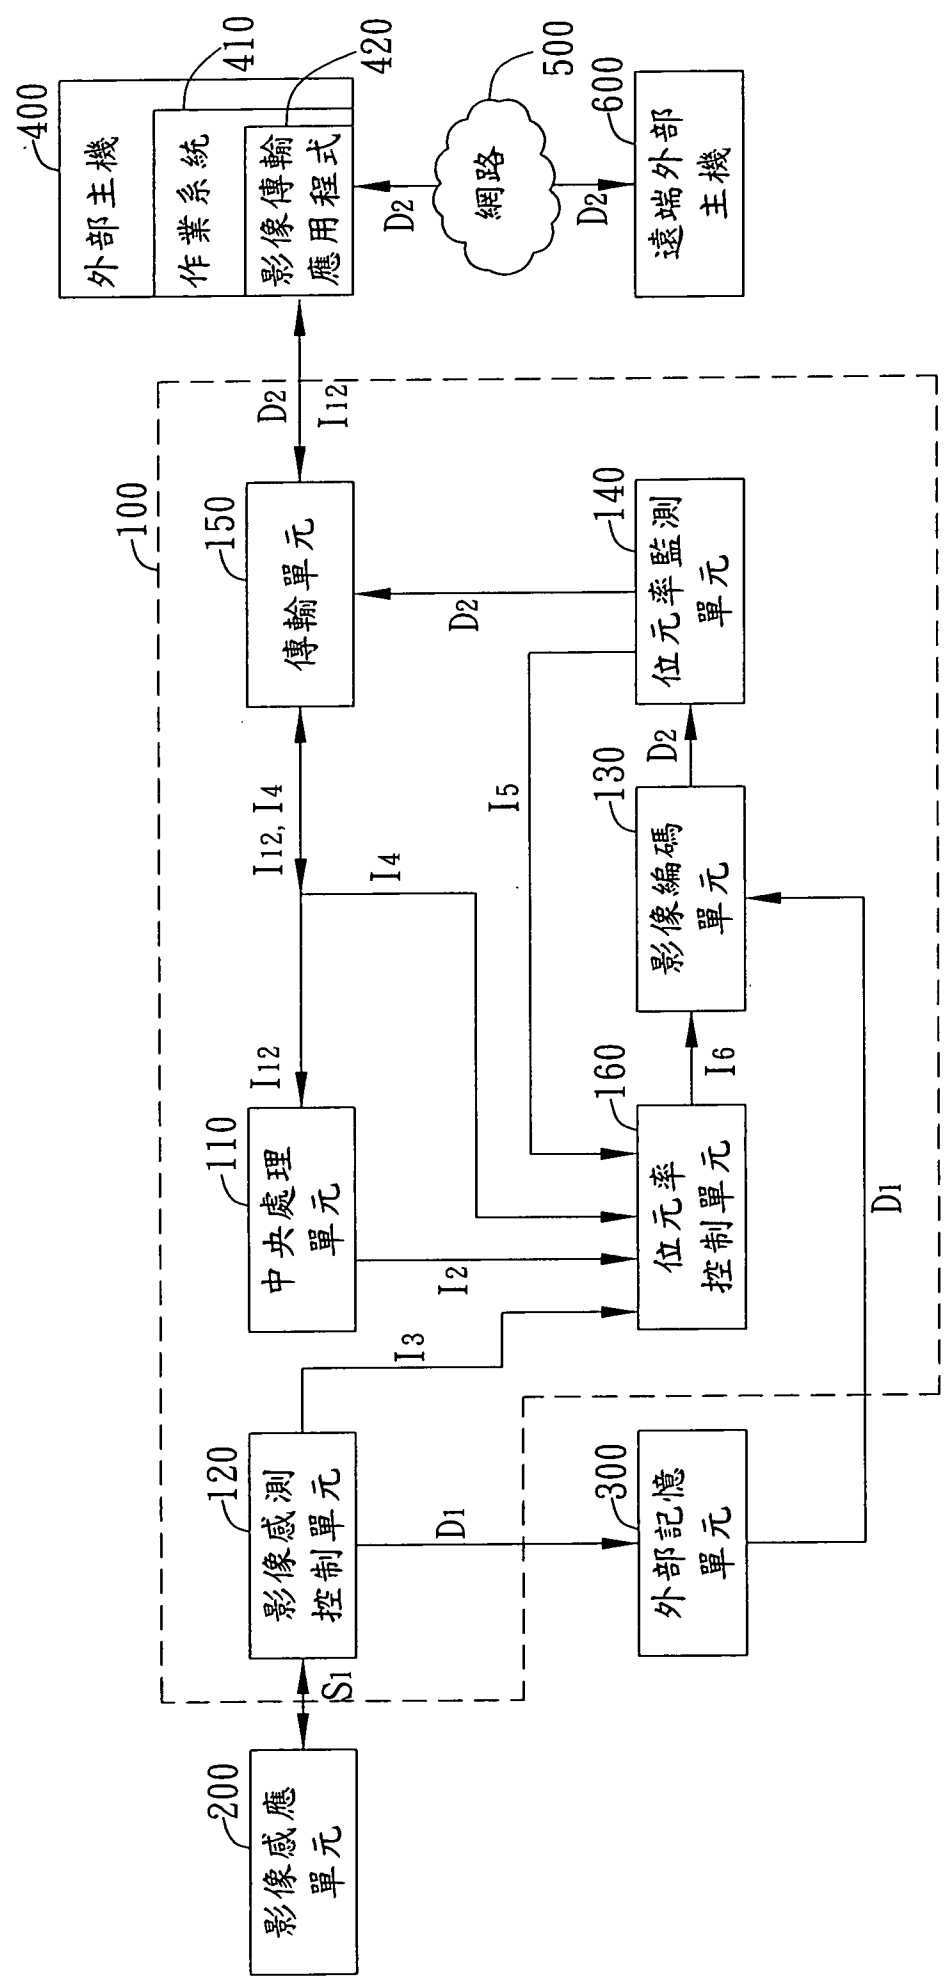 200
影像感應
單元
S1
100
120
影像感測
控制單元
I3
D1
110
中央處理
單元
I12
I2
I12, I4
I4
150
傳輸單元
D2
I12
400
外部主機
410
作業系統
420
影像傳輸
應用程式
D2
500
網路
D2
600
遠端外部
主機
300
外部記憶
單元
D1
160
位元率
控制單元
I6
I5
130
影像編碼
單元
D2
140
位元率監測
單元
D2